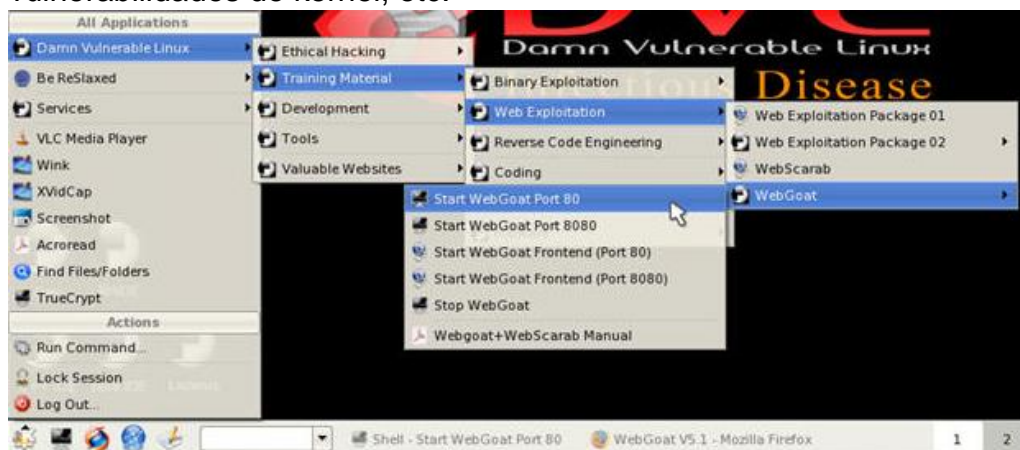 All Applications
Damn Vulnerable Linux
Be ReSlaxed
Services
VLC Media Player
Wink
XVidCap
Screenshot
Acroread
Find Files/Folders
TrueCrypt
Actions
Run Command...
Lock Session
Log Out...
Ethical Hacking
Training Material
Development
Tools
Valuable Websites
Damn Vulnerable Linux
Disease
Binary Exploitation
Web Exploitation
Reverse Code Engineering
Coding
Web Exploitation Package 01
Web Exploitation Package 02
WebScarab
WebGoat
Start WebGoat Port 80
Start WebGoat Port 8080
Start WebGoat Frontend (Port 80)
Start WebGoat Frontend (Port 8080)
Stop WebGoat
Webgoat+WebScarab Manual
Shell - Start WebGoat Port 80
WebGoat V5.1 - Mozilla Firefox
1 2